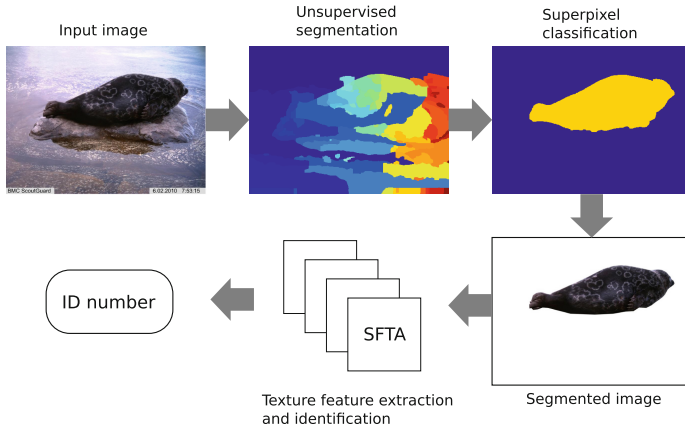 Input image
Unsupervised
segmentation
Superpixel
classification
BMC ScoutGuard
6.02.2010 7:53:15
ID number
SFTA
Texture feature extraction
and identification
Segmented image